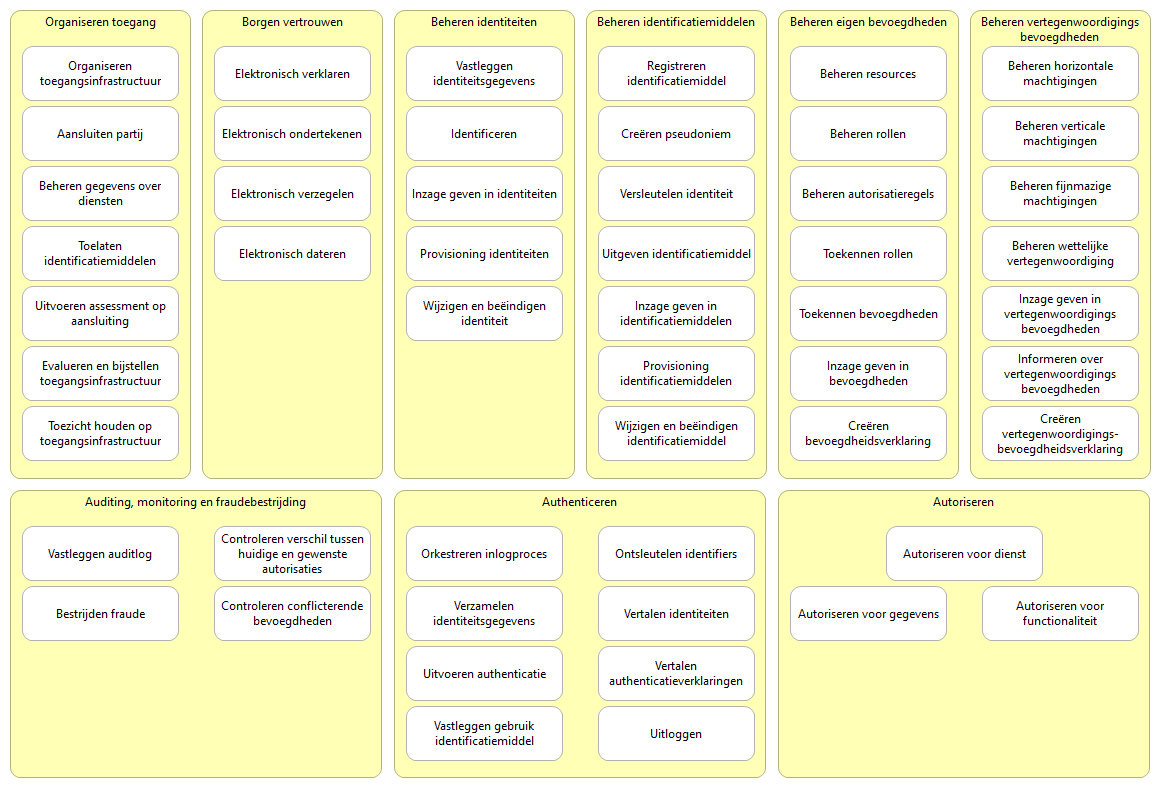 Organiseren toegang
Organiseren
toegangsinfrastructuur
Aansluiten partij
Beheren gegevens over
diensten
Toelaten
identificatiemiddelen
Uitvoeren assessment op
aansluiting
Evalueren en bijstellen
toegangsinfrastructuur
Toezicht houden op
toegangsinfrastructuur
Borgen vertrouwen
Elektronisch verklaren
Elektronisch ondertekenen
Elektronisch verzegelen
Elektronisch dateren
Beheren identiteiten
Vastleggen
identiteitsgegevens
Identificeren
Inzage geven in identiteiten
Provisioning identiteiten
Wijzigen en beëindigen
identiteit
Beheren identificatiemiddelen
Registreren
identificatiemiddel
Creëren pseudoniem
Versleutelen identiteit
Uitgeven identificatiemiddel
Inzage geven in
identificatiemiddelen
Provisioning
identificatiemiddelen
Wijzigen en beëindigen
identificatiemiddel
Beheren eigen bevoegdheden
Beheren resources
Beheren rollen
Beheren autorisatieregels
Toekennen rollen
Toekennen bevoegdheden
Inzage geven in
bevoegdheden
Creëren
bevoegdheidsverklaring
Beheren vertegenwoordigings
bevoegdheden
Beheren horizontale
machtigingen
Beheren verticale
machtigingen
Beheren fijnmazige
machtigingen
Beheren wettelijke
vertegenwoordiging
Inzage geven in
vertegenwoordigings
bevoegdheden
Informeren over
vertegenwoordigings
bevoegdheden
Creëren
vertegenwoordigings-
bevoegdheidsverklaring
Auditing, monitoring en fraudebestrijding
Vastleggen auditlog
Bestrijden fraude
Controleren verschil tussen
huidige en gewenste
autorisaties
Controleren conflicterende
bevoegdheden
Authenticeren
Orkestreren inlogproces
Verzamelen
identiteitsgegevens
Uitvoeren authenticatie
Vastleggen gebruik
identificatiemiddel
Ontsleutelen identifiers
Vertalen identiteiten
Vertalen
authenticatieverklaringen
Uitloggen
Autoriseren
Autoriseren voor dienst
Autoriseren voor gegevens
Autoriseren voor
functionaliteit